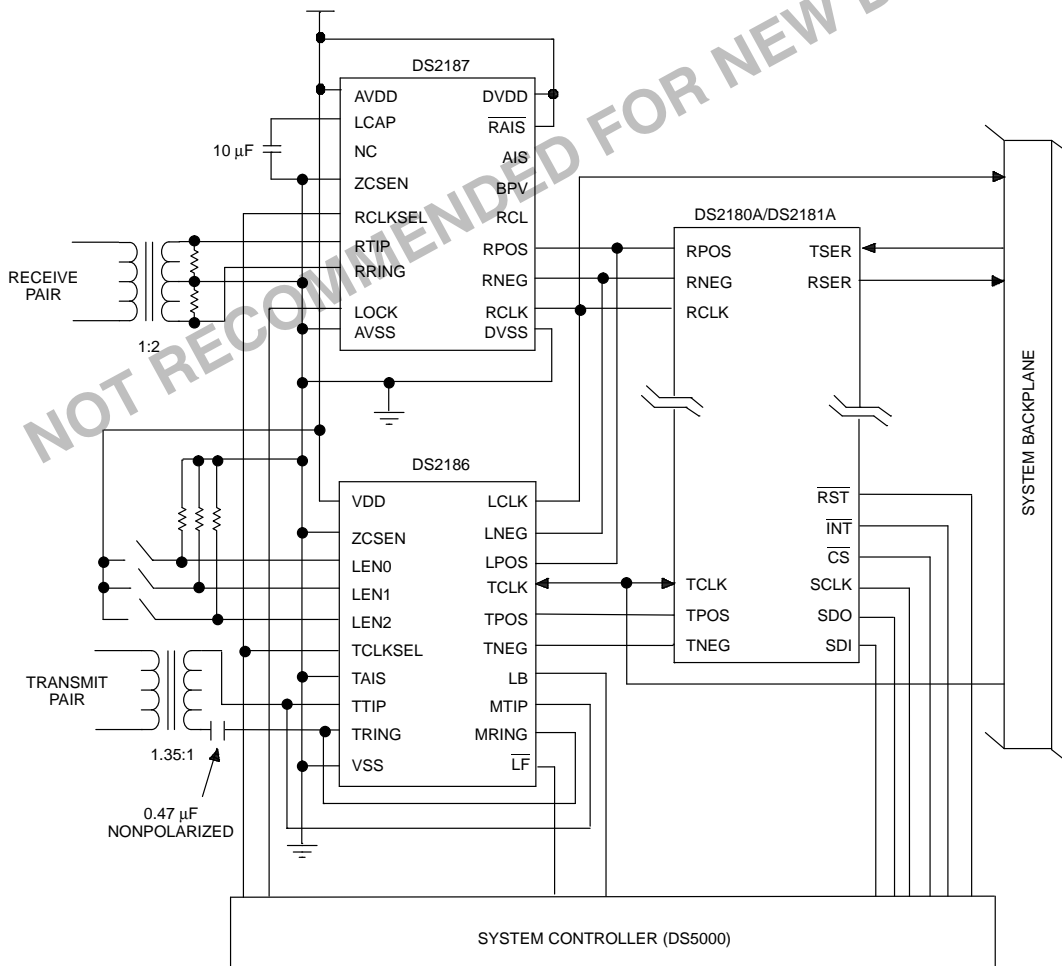 NOT RECOMMENDED FOR NEW D
DS2187
AVDD
LCAP
NC
ZCSEN
RCLKSEL
RTIP
RRING
LOCK
AVSS
DVDD
RAIS
AIS
BPV
RCL
RPOS
RNEG
RCLK
DVSS
10 µF
RECEIVE
PAIR
1:2
DS2180A/DS2181A
RPOS
RNEG
RCLK
TSER
RSER
TCLK
TPOS
TNEG
RST
INT
CS
SCLK
SDO
SDI
SYSTEM BACKPLANE
DS2186
VDD
ZCSEN
LEN0
LEN1
LEN2
TCLKSEL
TAIS
TTIP
TRING
VSS
LCLK
LNEG
LPOS
TCLK
TPOS
TNEG
LB
MTIP
MRING
LF
TRANSMIT
PAIR
1.35:1
0.47 µF
NONPOLARIZED
SYSTEM CONTROLLER (DS5000)